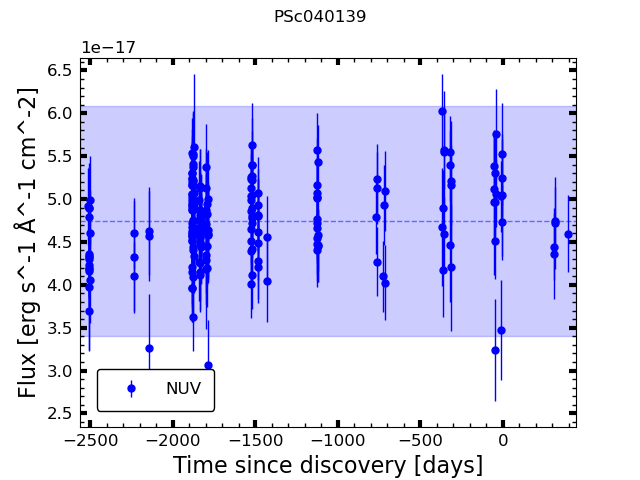 PSc040139
1e−17
6.5
6.0
5.5
5.0
4.5
4.0
3.5
3.0
2.5
Flux [erg s^-1 Å^-1 cm^-2]
NUV
−2500 −2000 −1500 −1000 −500 0
Time since discovery [days]